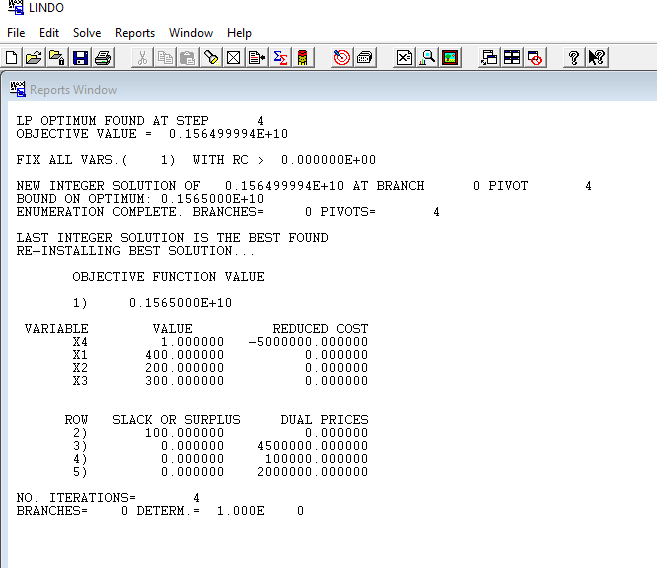 LINDO
File Edit Solve Reports Window Help
Reports Window
LP OPTIMUM FOUND AT STEP 4
OBJECTIVE VALUE = 0.156499994E+10
FIX ALL VARS.( 1) WITH RC > 0.000000E+00
NEW INTEGER SOLUTION OF 0.156499994E+10 AT BRANCH 0 PIVOT 4
BOUND ON OPTIMUM: 0.1565000E+10
ENUMERATION COMPLETE. BRANCHES= 0 PIVOTS= 4
LAST INTEGER SOLUTION IS THE BEST FOUND
RE-INSTALLING BEST SOLUTION...
OBJECTIVE FUNCTION VALUE
1) 0.1565000E+10
VARIABLE VALUE REDUCED COST
X4 1.000000 -5000000.000000
X1 400.000000 0.000000
X2 200.000000 0.000000
X3 300.000000 0.000000
ROW SLACK OR SURPLUS DUAL PRICES
2) 100.000000 0.000000
3) 0.000000 4500000.000000
4) 0.000000 100000.000000
5) 0.000000 2000000.000000
NO. ITERATIONS= 4
BRANCHES= 0 DETERM.= 1.000E 0